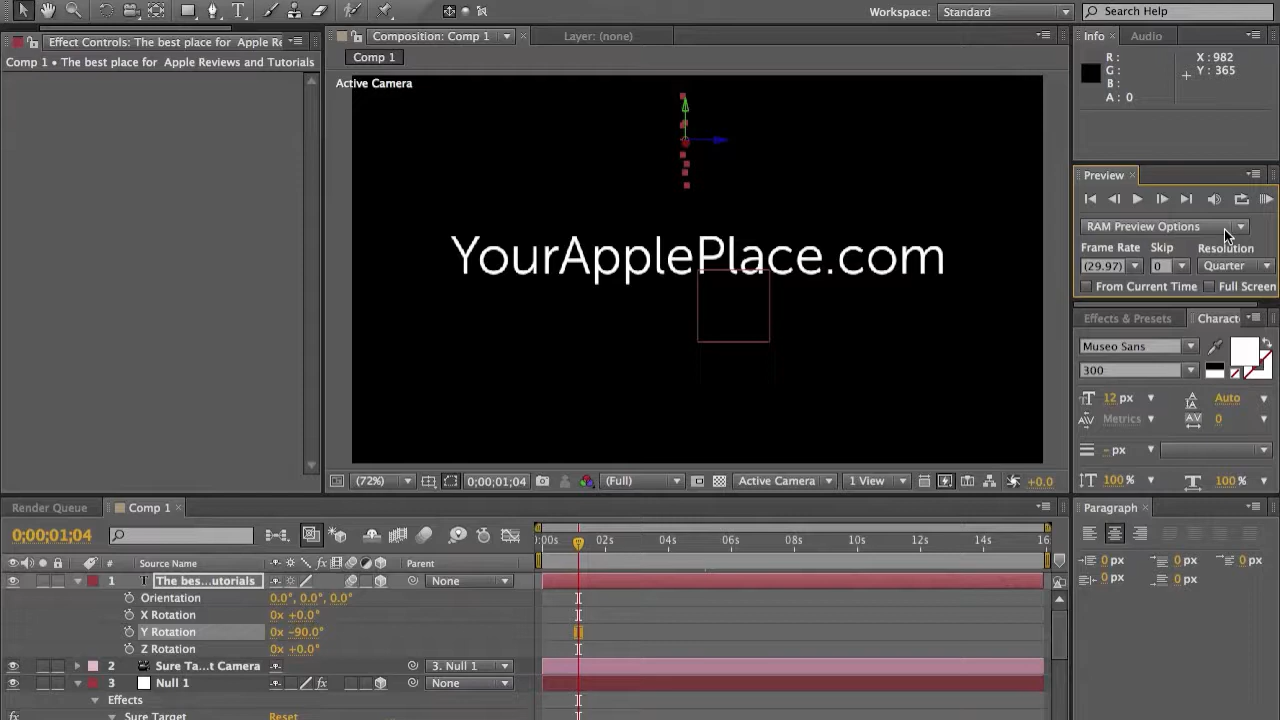 Workspace: Standard Search Help
Effect Controls: The best place for Apple Re
Composition: Comp 1
Layer: (none)
Info Audio
Comp 1 • The best place for Apple Reviews and Tutorials
Comp 1
Active Camera
R :
G :
B :
A : 0
X : 982
Y : 365
YourApplePlace.com
Preview
RAM Preview Options
Frame Rate Skip Resolution
(29.97) 0 Quarter
From Current Time Full Screen
Effects & Presets Charact
Museo Sans
300
12 px Auto
Metrics 0
- px
100 % 100 %
(72%) 0;00;01;04 (Full) Active Camera 1 View +0.0
Render Queue Comp 1
Paragraph
0;00;01;04
0:00s 02s 04s 06s 08s 10s 12s 14s 16s
# Source Name Parent
1 T The bes...utorials None
Orientation 0.0°, 0.0°, 0.0°
X Rotation 0x +0.0°
Y Rotation 0x -90.0°
Z Rotation 0x +0.0°
2 Sure Ta...t Camera 3. Null 1
3 Null 1 None
Effects
Sure Target Reset
0 px 0 px 0 px
0 px 0 px